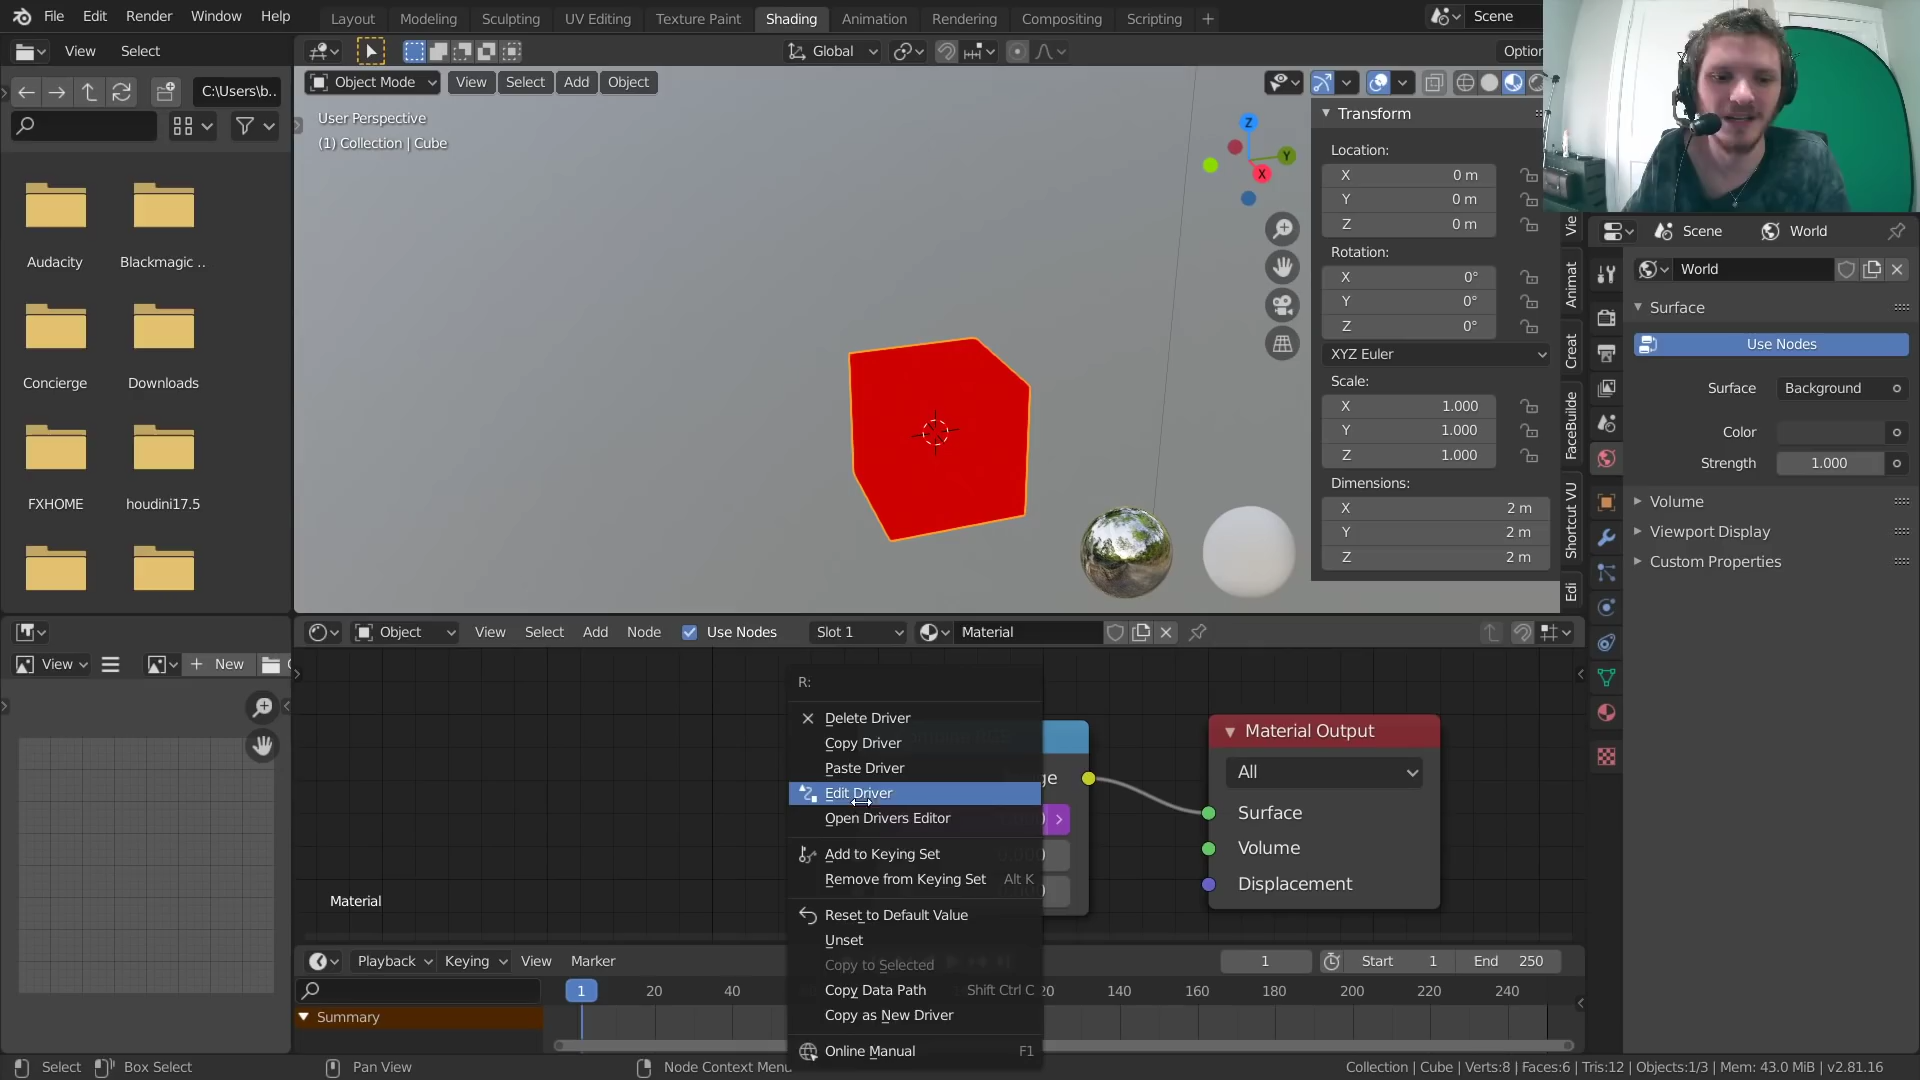 File Edit Render Window Help Layout Modeling Sculpting UV Editing Texture Paint Shading Animation Rendering Compositing Scripting + Scene
View Select
Global
C:\Users\b..
Object Mode View Select Add Object
User Perspective
(1) Collection | Cube
Z
Y
X
Transform
Location:
X 0 m
Y 0 m
Z 0 m
Rotation:
X 0°
Y 0°
Z 0°
XYZ Euler
Scale:
X 1.000
Y 1.000
Z 1.000
Dimensions:
X 2 m
Y 2 m
Z 2 m
Animat
Creat
FaceBuilde
Shortcut VU
Edi
Scene World
World
Surface
Use Nodes
Surface Background
Color
Strength 1.000
Volume
Viewport Display
Custom Properties
Audacity Blackmagic ..
Concierge Downloads
FXHOME houdini17.5
View New
Object View Select Add Node Use Nodes Slot 1 Material
R:
Delete Driver
Copy Driver
Paste Driver
Edit Driver
Open Drivers Editor
Add to Keying Set
Remove from Keying Set Alt K
Reset to Default Value
Unset
Copy to Selected
Copy Data Path Shift Ctrl C
Copy as New Driver
Online Manual F1
Material Output
All
Surface
Volume
Displacement
Material
Playback Keying View Marker
1 Start 1 End 250
1 20 40 140 160 180 200 220 240
Summary
Select Box Select Pan View Node Context Menu
Collection | Cube | Verts:8 | Faces:6 | Tris:12 | Objects:1/3 | Mem: 43.0 MiB | v2.81.16